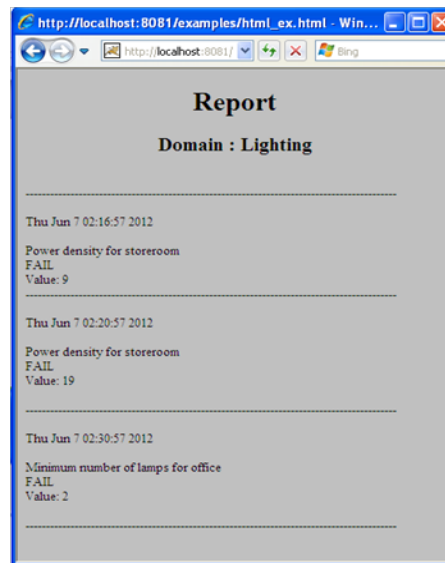 http://localhost:8081/examples/html_ex.html - Win...
http://localhost:8081/
Bing
Report
Domain : Lighting
Thu Jun 7 02:16:57 2012
Power density for storeroom
FAIL
Value: 9
Thu Jun 7 02:20:57 2012
Power density for storeroom
FAIL
Value: 19
Thu Jun 7 02:30:57 2012
Minimum number of lamps for office
FAIL
Value: 2